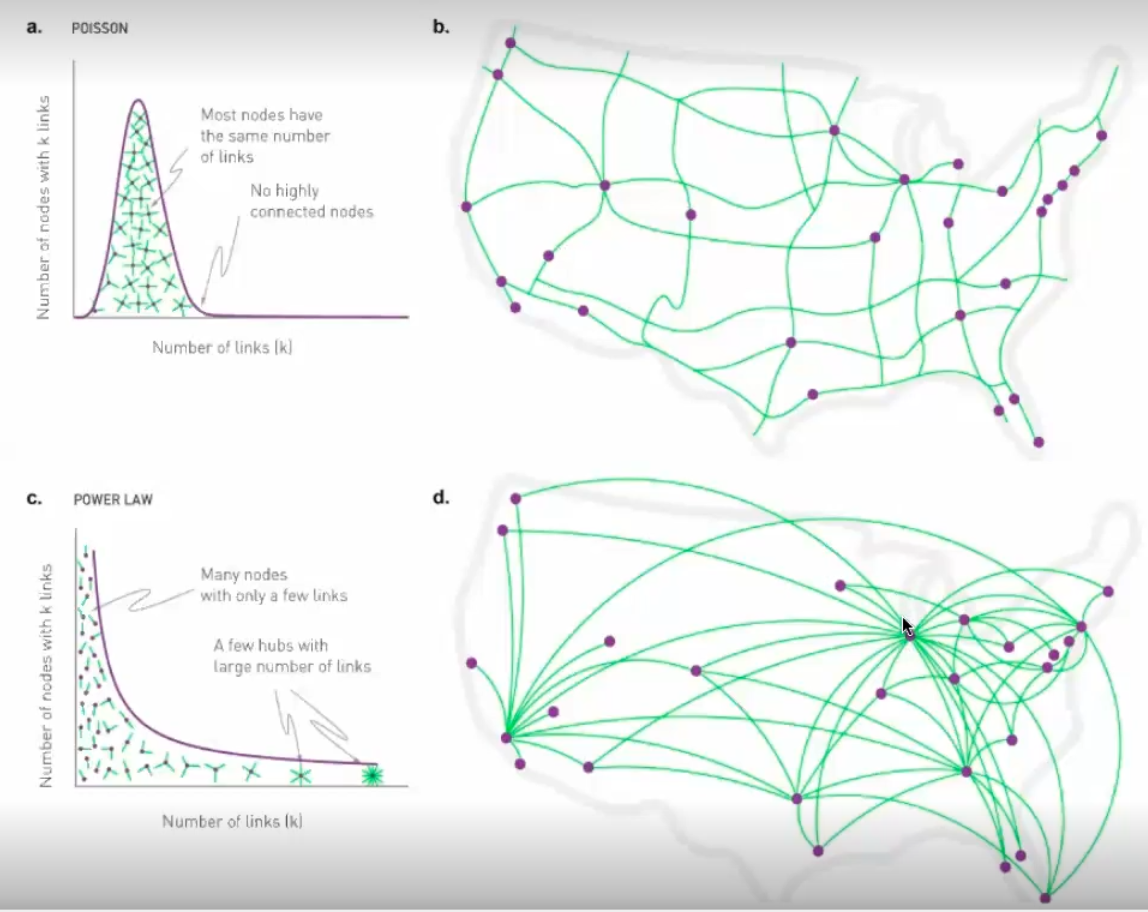 a. POISSON
Number of nodes with k links
Most nodes have
the same number
of links
No highly
connected nodes
Number of links (k)
b.
c. POWER LAW
Number of nodes with k links
Many nodes
with only a few links
A few hubs with
large number of links
Number of links (k)
d.